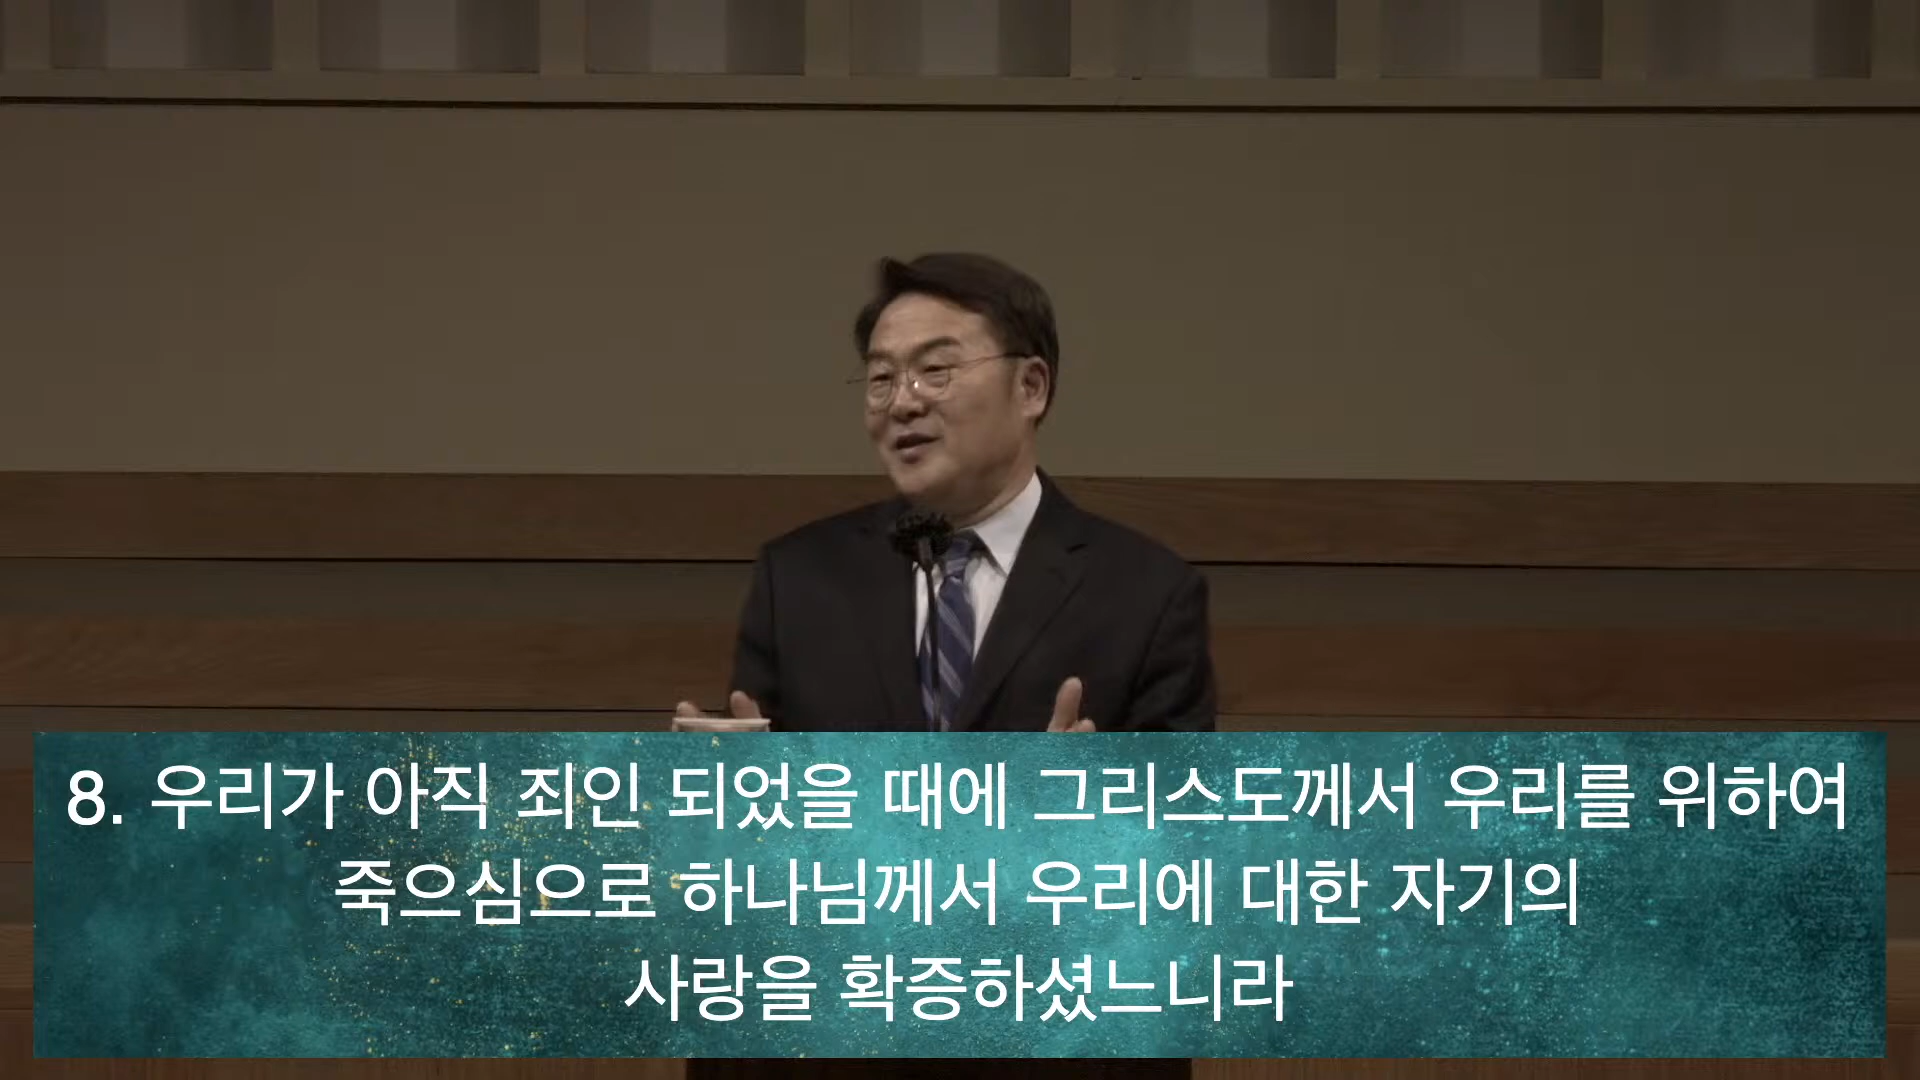 8. 우리가 아직 죄인 되었을 때에 그리스도께서 우리를 위하여
죽으심으로 하나님께서 우리에 대한 자기의
사랑을 확증하셨느니라